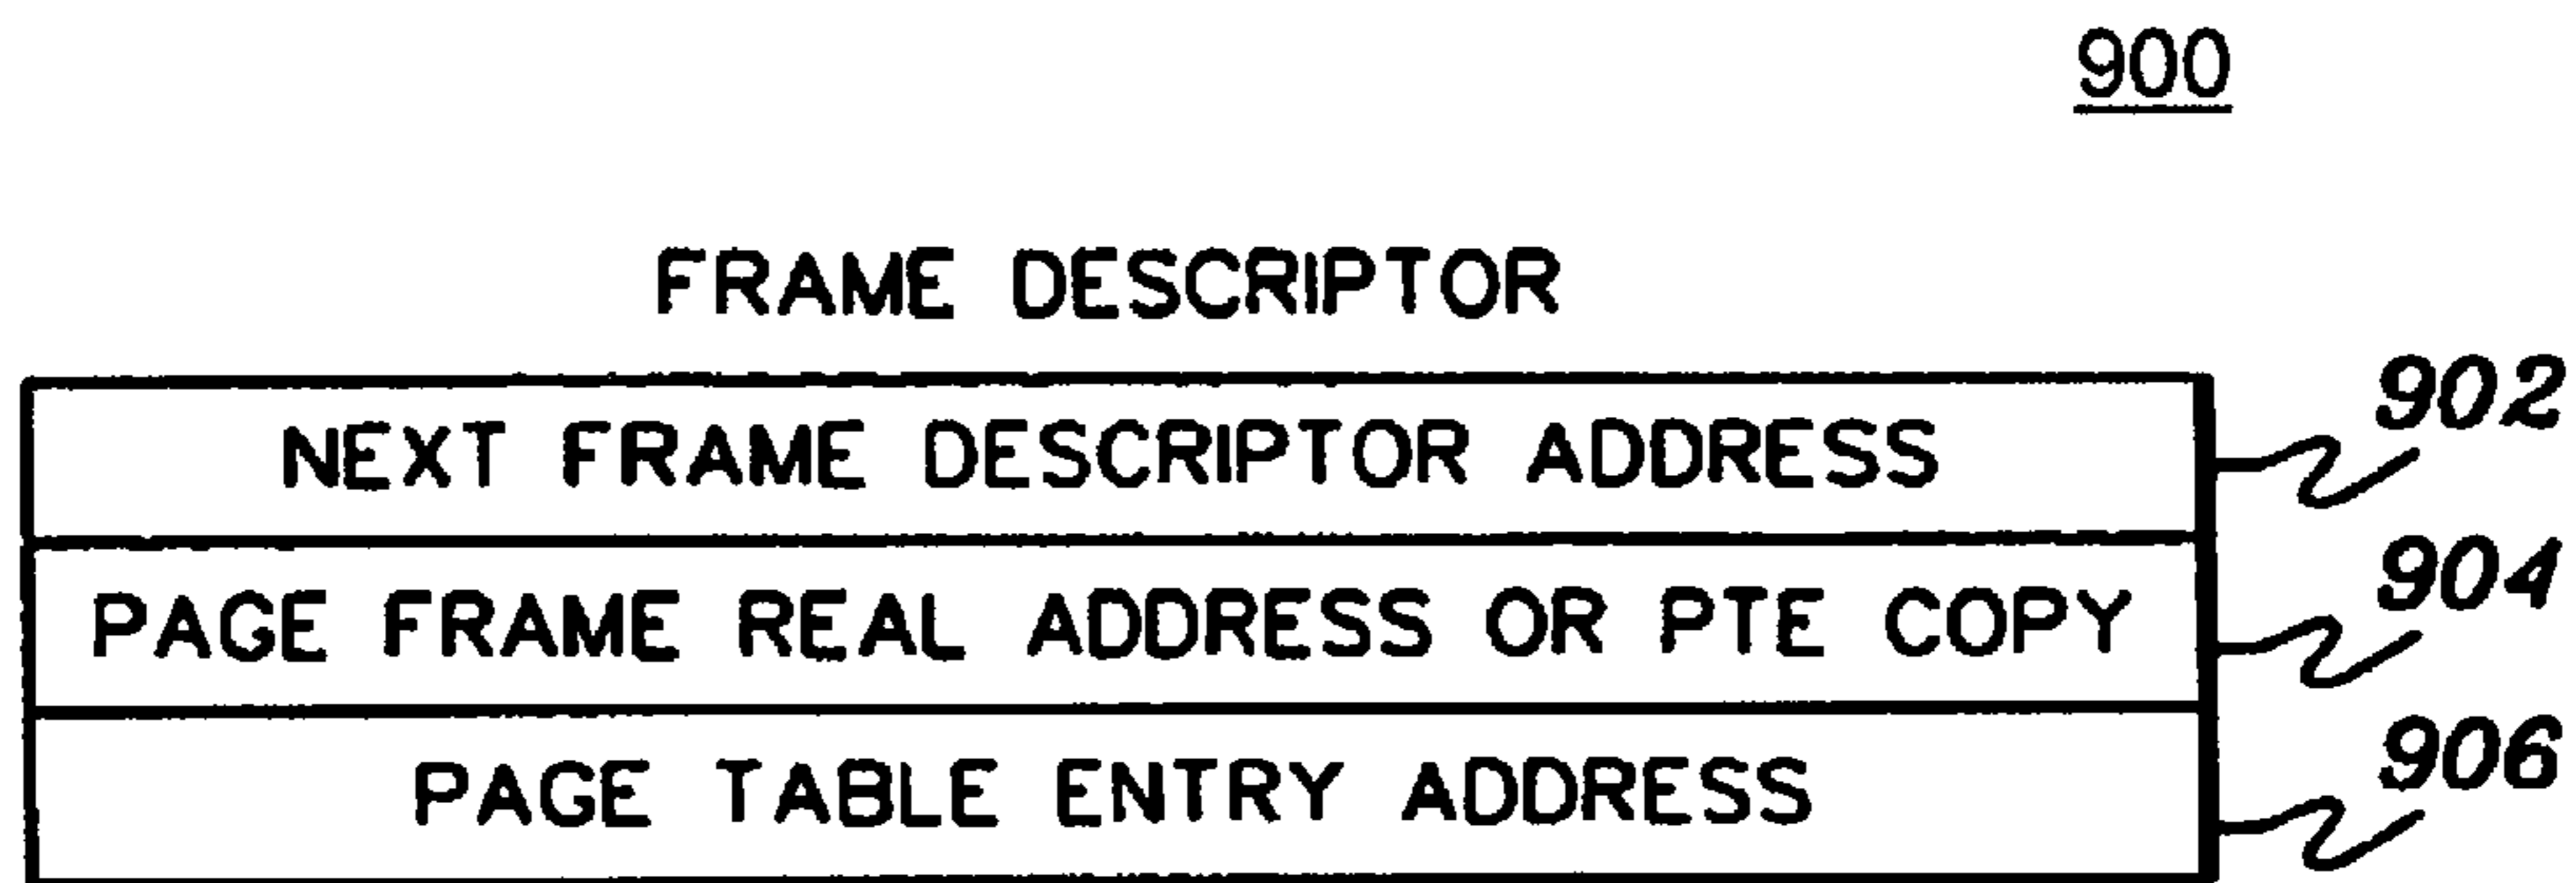 900
FRAME DESCRIPTOR
NEXT FRAME DESCRIPTOR ADDRESS 902
PAGE FRAME REAL ADDRESS OR PTE COPY 904
PAGE TABLE ENTRY ADDRESS 906